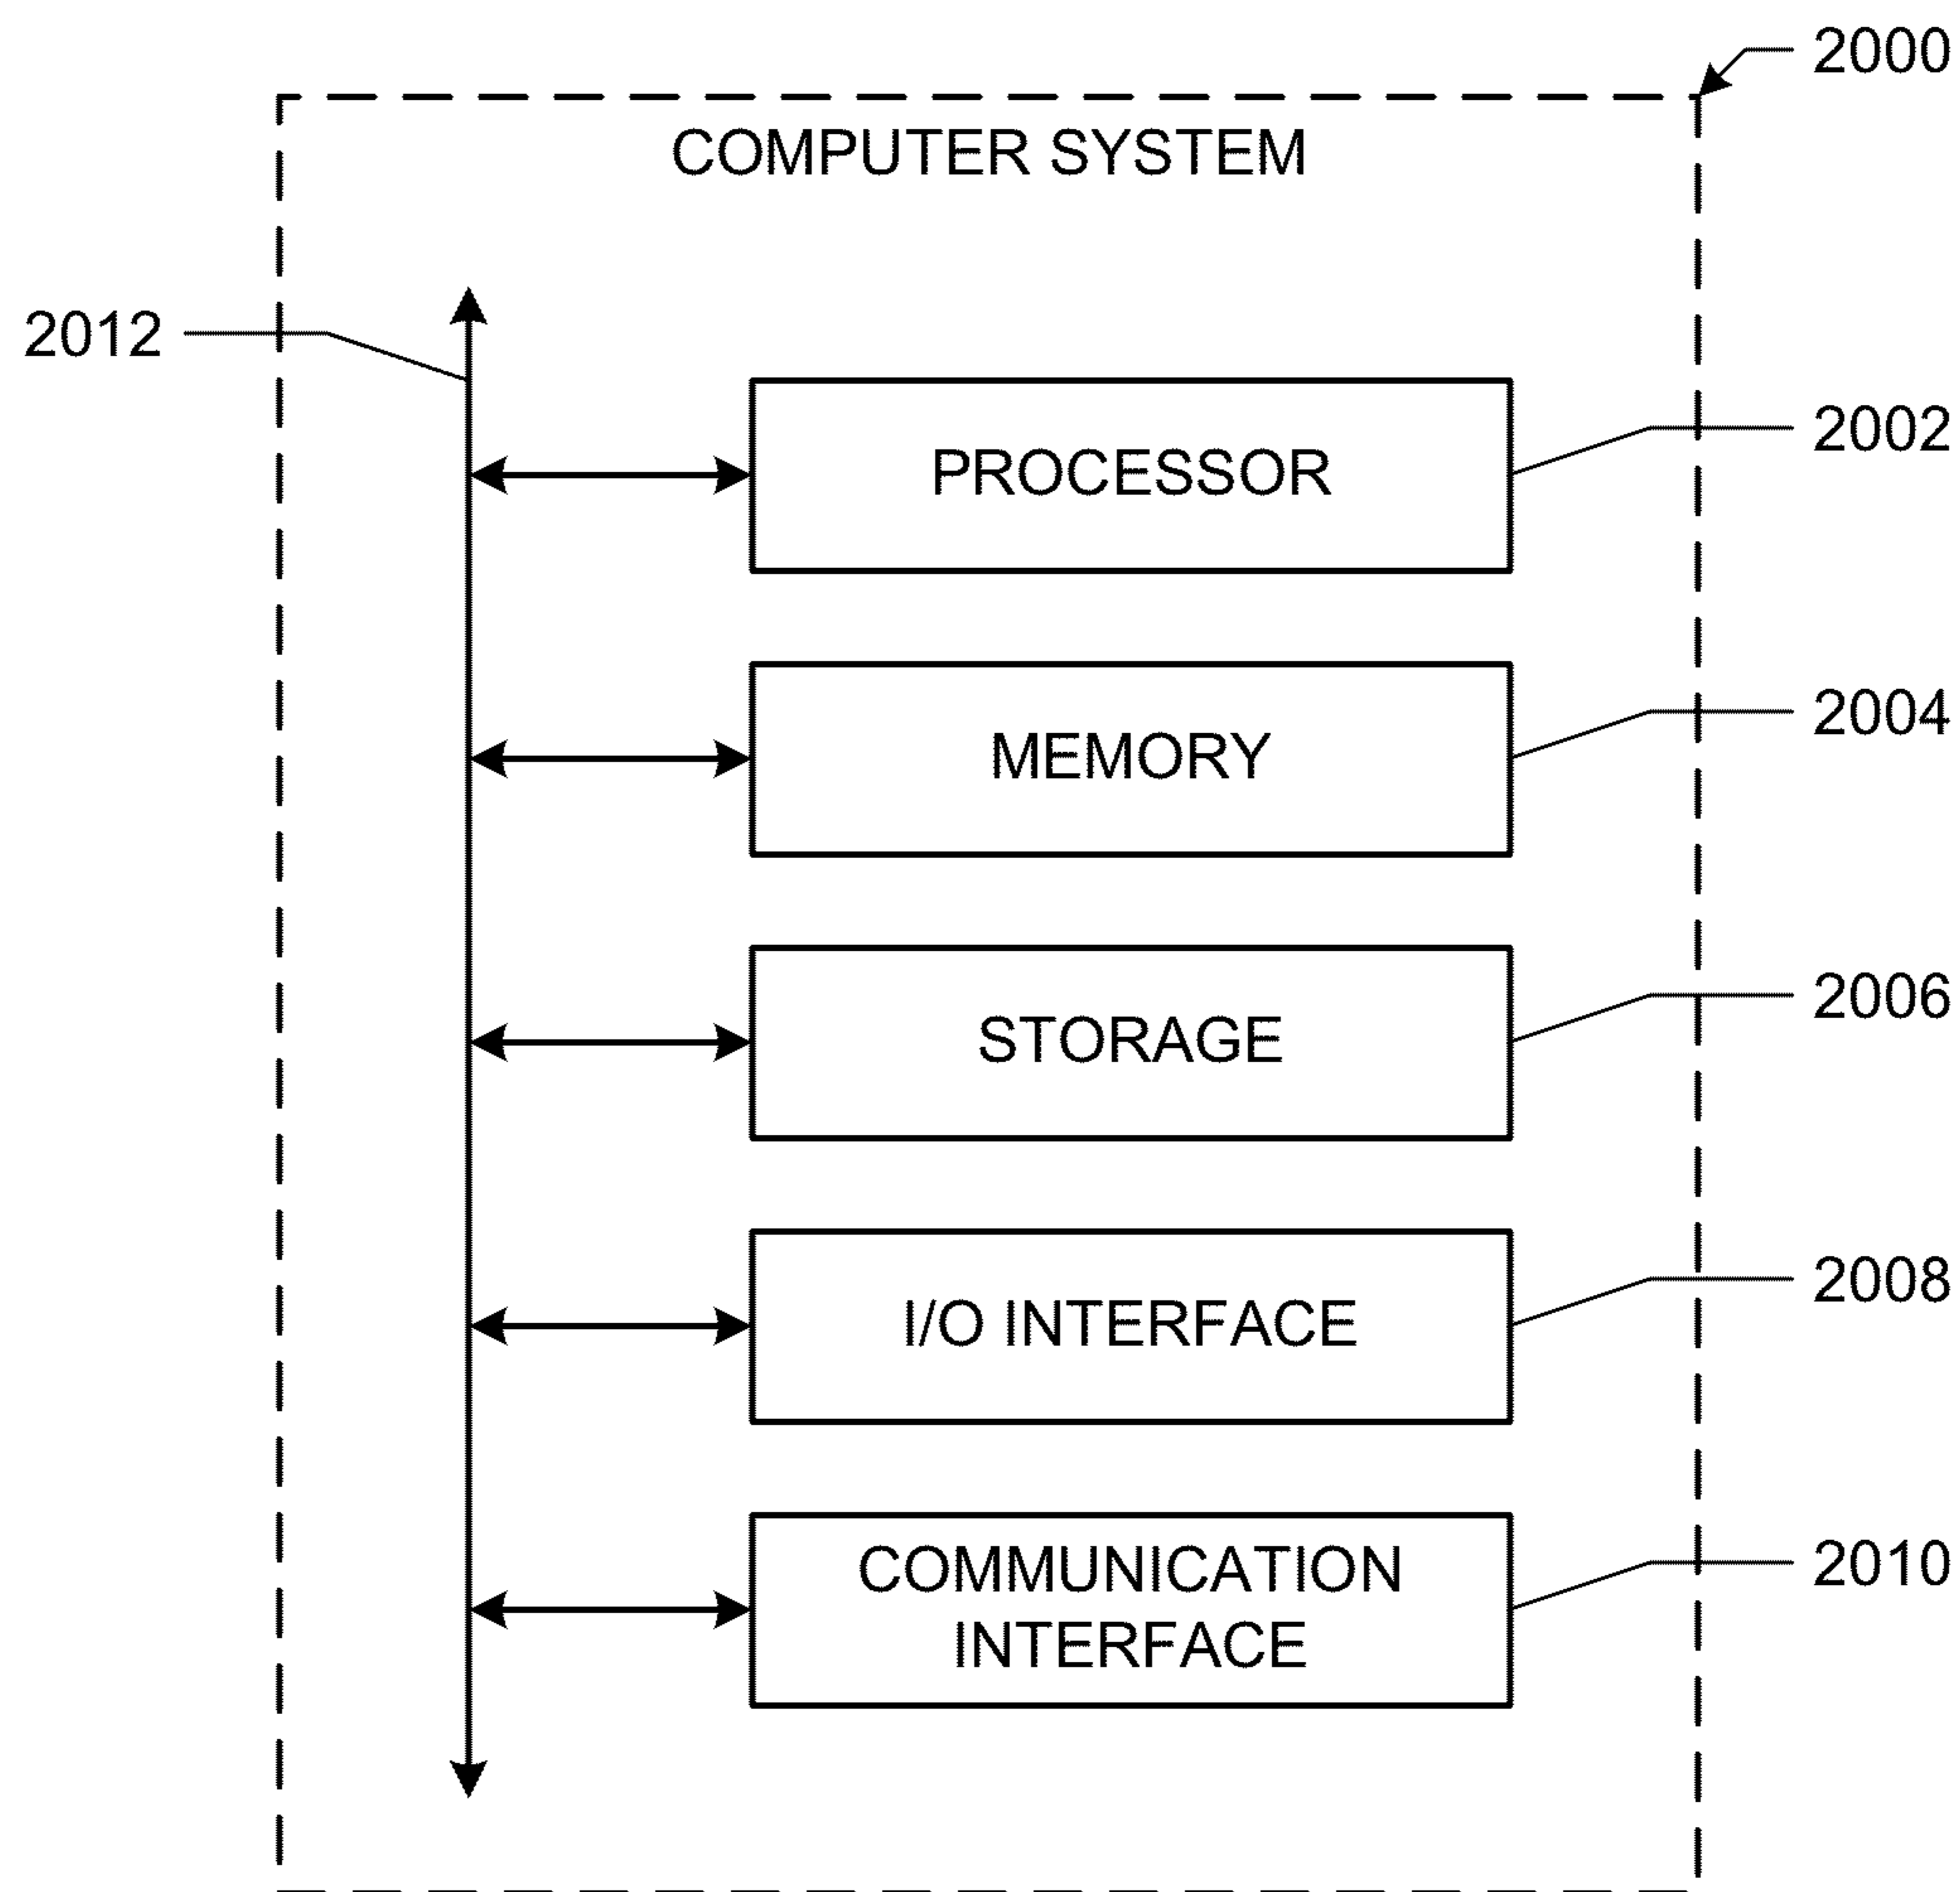 2000
COMPUTER SYSTEM
2012
PROCESSOR
2002
MEMORY
2004
STORAGE
2006
I/O INTERFACE
2008
COMMUNICATION
INTERFACE
2010